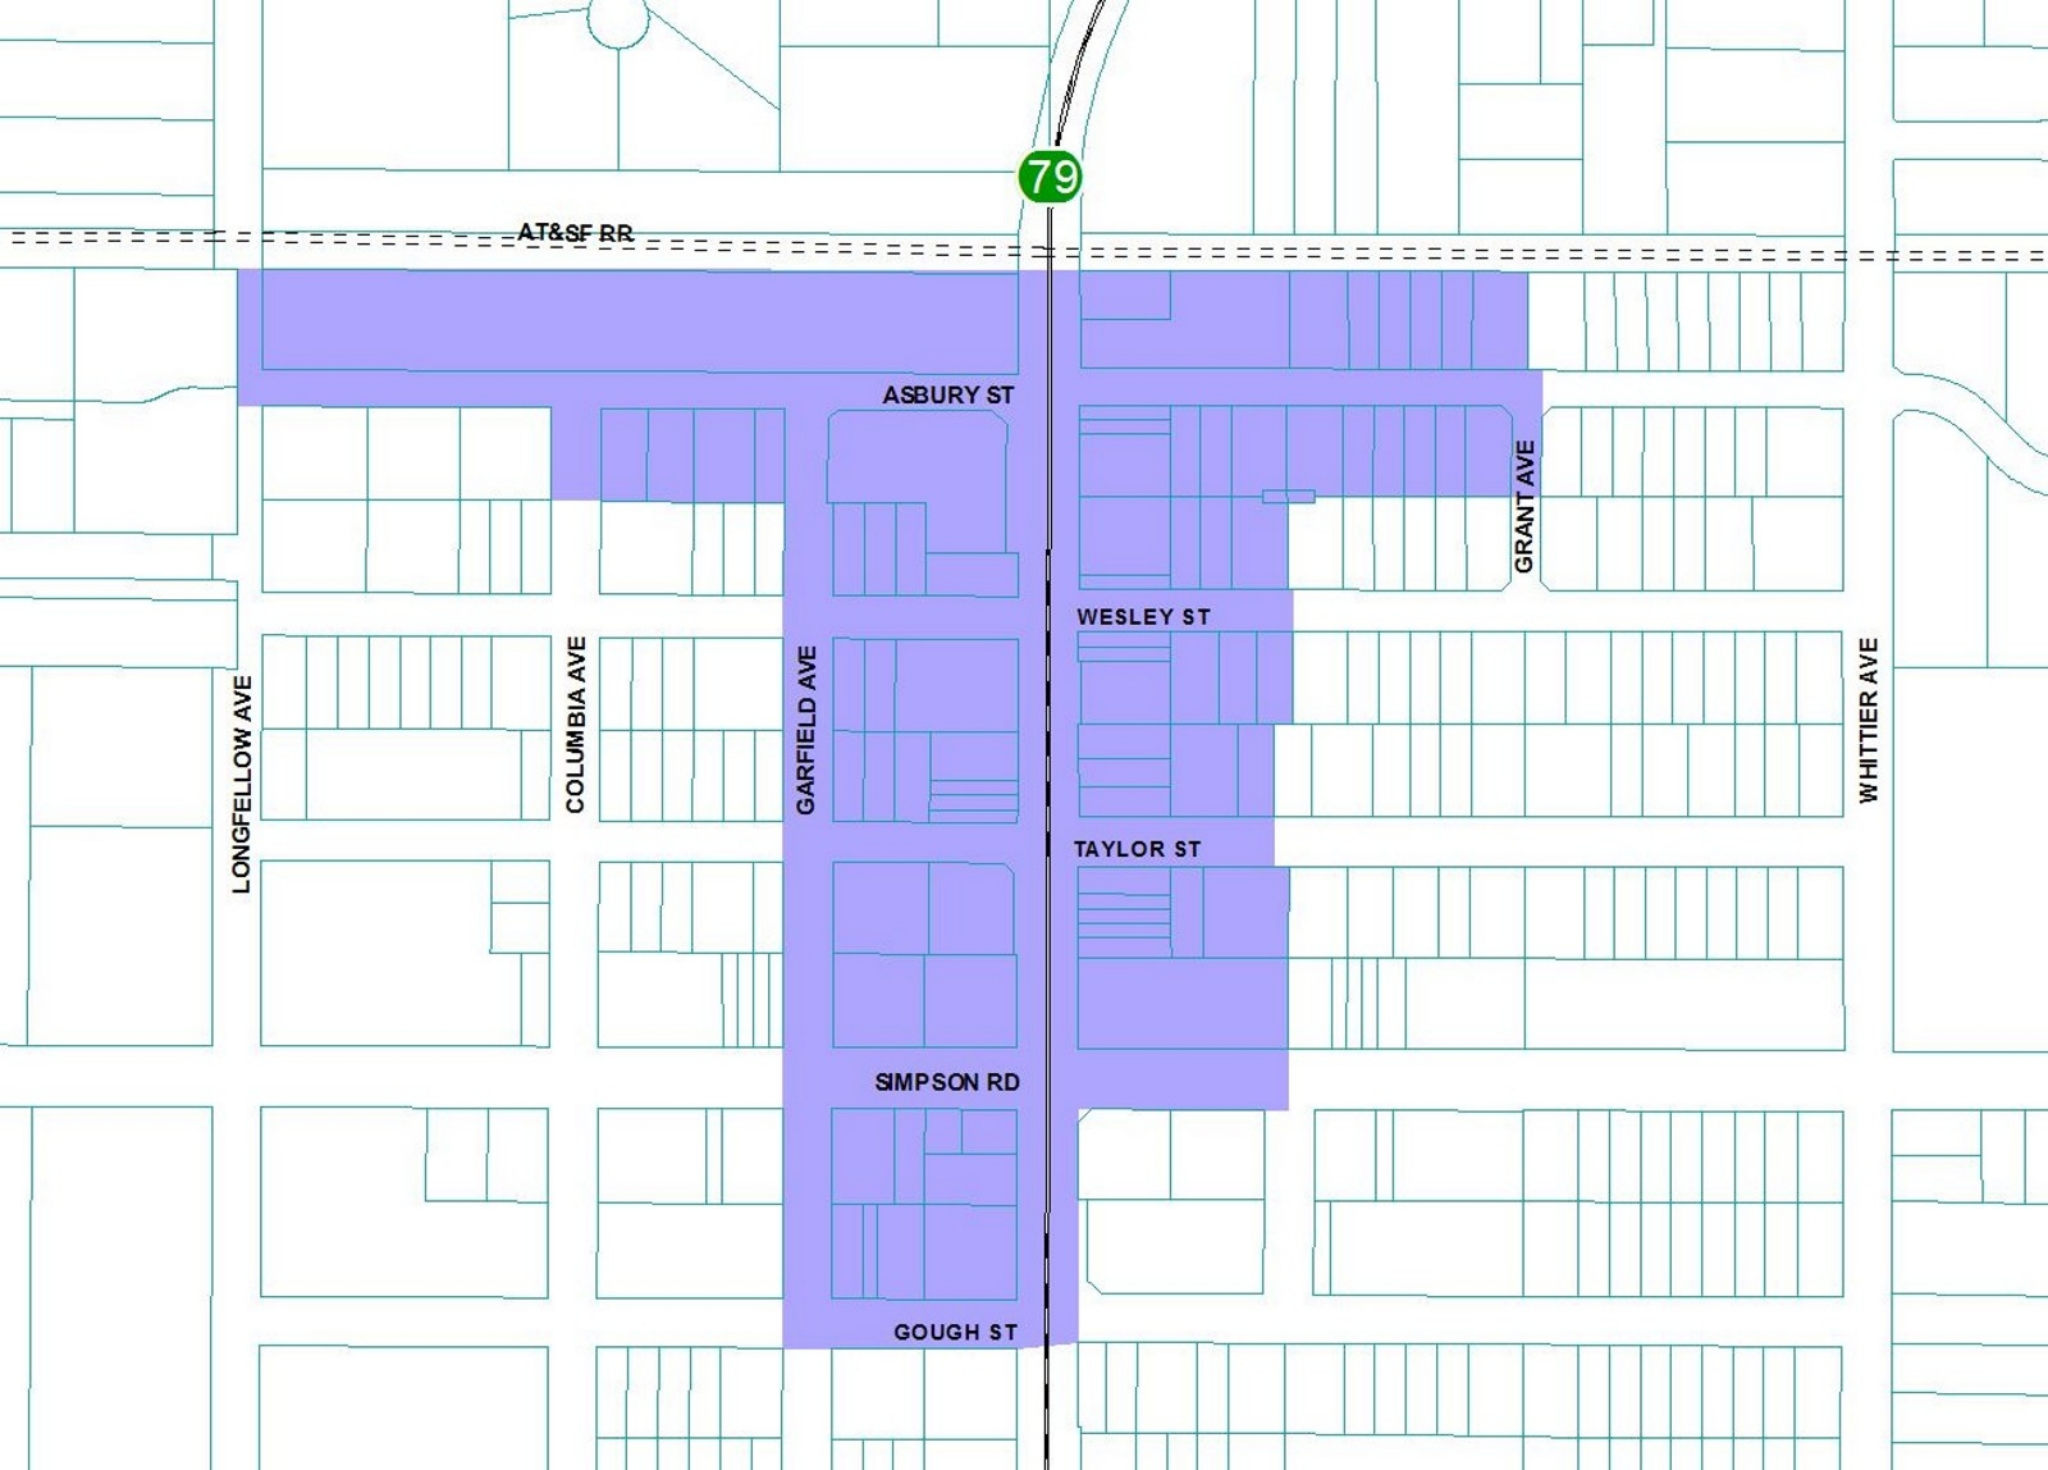 79
AT&SF RR
ASBURY ST
GRANT AVE
WESLEY ST
LONGFELLOW AVE
COLUMBIA AVE
GARFIELD AVE
WHITTIER AVE
TAYLOR ST
SIMPSON RD
GOUGH ST